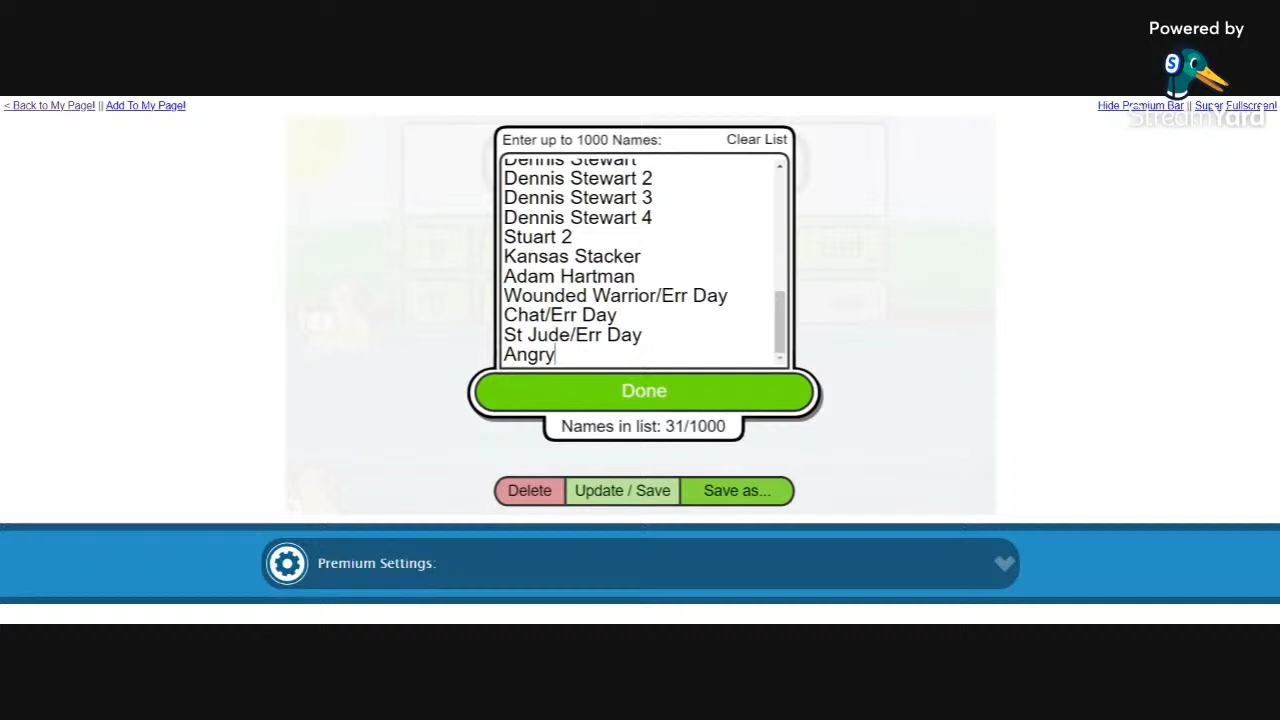 Powered by
< Back to My Page! || Add To My Page!
Hide Premium Bar || Super Fullscreen!
StreamYard
Enter up to 1000 Names:
Clear List
Dennis Stewart
Dennis Stewart 2
Dennis Stewart 3
Dennis Stewart 4
Stuart 2
Kansas Stacker
Adam Hartman
Wounded Warrior/Err Day
Chat/Err Day
St Jude/Err Day
Angry
Done
Names in list: 31/1000
Delete
Update / Save
Save as...
Premium Settings: